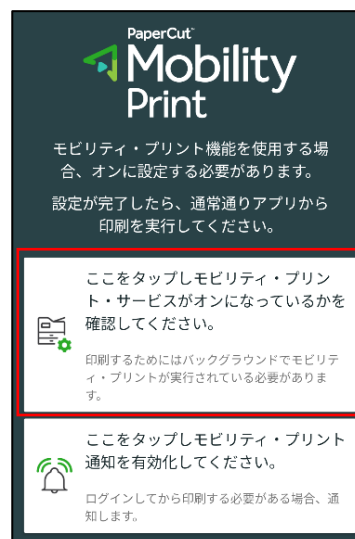 PaperCut™
Mobility
Print
モビリティ・プリント機能を使用する場
合、オンに設定する必要があります。
設定が完了したら、通常通りアプリから
印刷を実行してください。
ここをタップしモビリティ・プリン
ト・サービスがオンになっているかを
確認してください。
印刷するためにはバックグラウンドでモビリテ
ィ・プリントが実行されている必要がありま
す。
ここをタップしモビリティ・プリント
通知を有効化してください。
ログインしてから印刷する必要がある場合、通
知します。